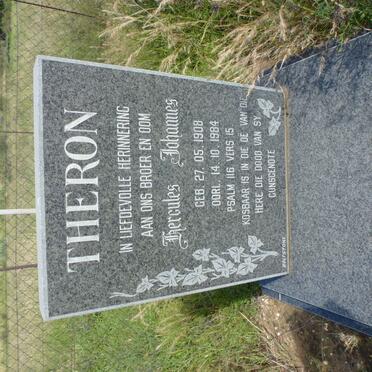 THERON
IN LIEFDEVOLLE HERINNERING
AAN ONS BROER EN OOM
Hercules Johannes
GEB. 27. 05. 1908
OORL. 14. 10. 1984
PSALM 116 VERS 15
KOSBAAR IS IN DIE OË VAN DIE
HERE DIE DOOD VAN SY
GUNSGENOTE